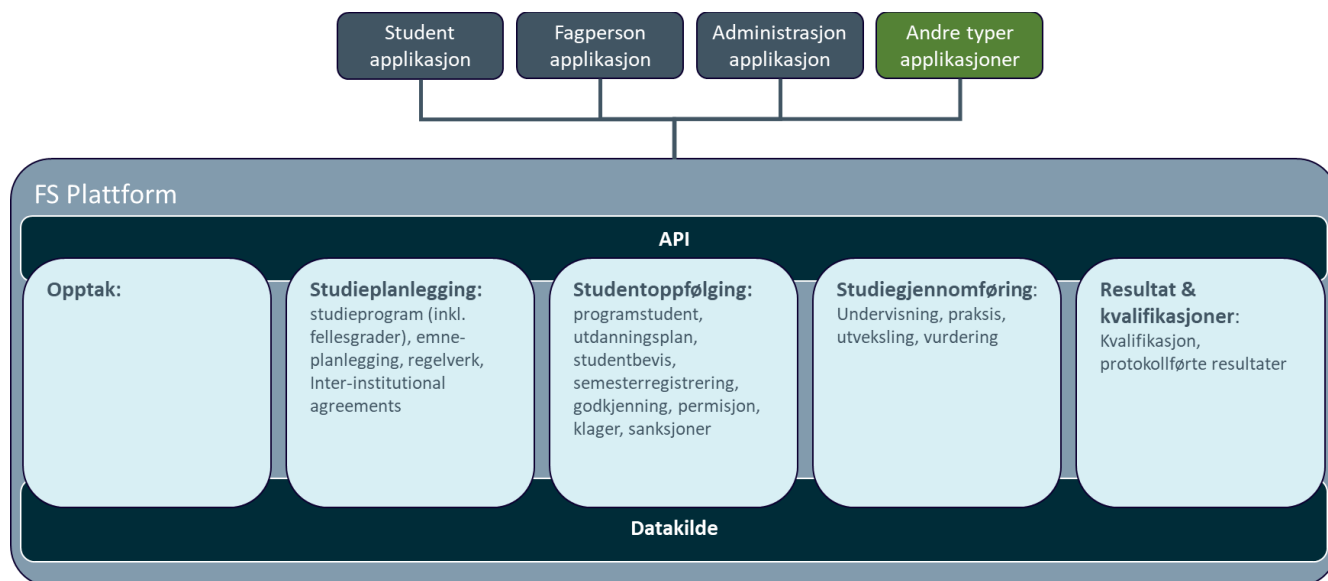 Student
applikasjon
Fagperson
applikasjon
Administrasjon
applikasjon
Andre typer
applikasjoner
FS Plattform
API
Opptak:
Studieplanlegging:
studieprogram (inkl.
fellesgrader), emne-
planlegging, regelverk,
Inter-institutional
agreements
Studentoppfølging:
programstudent,
utdanningsplan,
studentbevis,
semesterregistrering,
godkjenning, permisjon,
klager, sanksjoner
Studiegjennomføring:
Undervisning, praksis,
utveksling, vurdering
Resultat &
kvalifikasjoner:
Kvalifikasjon,
protokollførte resultater
Datakilde